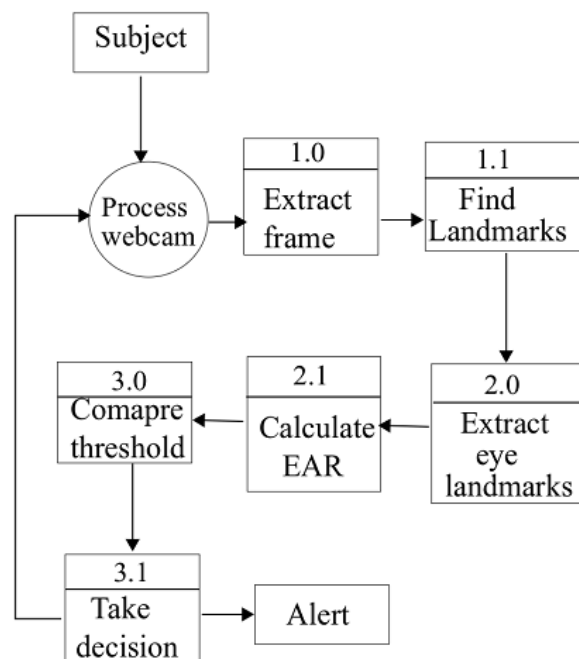 Subject
Process
webcam
1.0
Extract
frame
1.1
Find
Landmarks
2.0
Extract
eye
landmarks
2.1
Calculate
EAR
3.0
Comapre
threshold
3.1
Take
decision
Alert